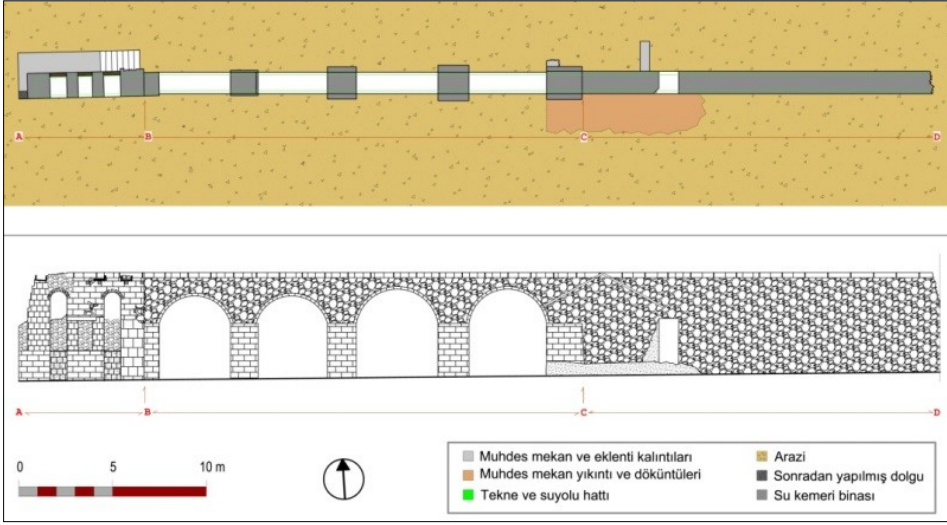 A B C D
A B C D
0 5 10 m
Muhdes mekan ve eklenti kalıntıları
Muhdes mekan yıkıntı ve döküntüleri
Tekne ve suyolu hattı
Arazi
Sonradan yapılmış dolgu
Su kemeri binası